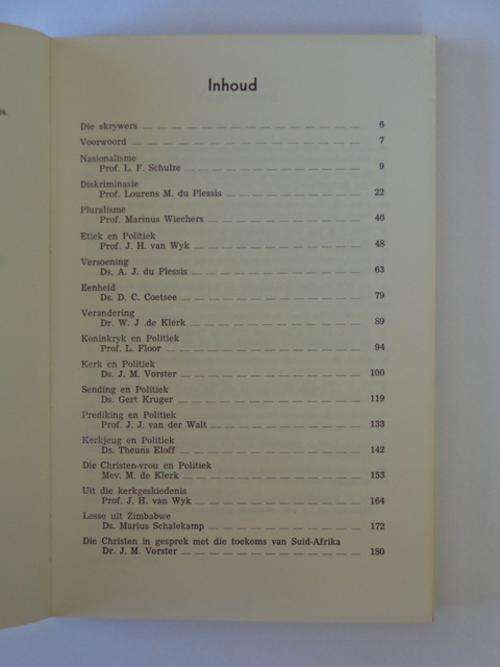 Inhoud
Die skrywers 6
Voorwoord 7
Nasionalisme
Prof. L. F. Schulze 9
Diskriminasie
Prof. Lourens M. du Plessis 22
Pluralisme
Prof. Marinus Wiechers 46
Etiek en Politiek
Prof. J. H. van Wyk 48
Versoening
Ds. A. J. du Plessis 63
Eenheid
Ds. D. C. Coetsee 79
Verandering
Dr. W. J .de Klerk 89
Koninkryk en Politiek
Prof. L. Floor 94
Kerk en Politiek
Ds. J. M. Vorster 100
Sending en Politiek
Ds. Gert Kruger 119
Prediking en Politiek
Prof. J. J. van der Walt 133
Kerkjeug en Politiek
Ds. Theuns Eloff 142
Die Christen-vrou en Politiek
Mev. M. de Klerk 153
Uit die kerkgeskiedenis
Prof. J. H. van Wyk 164
Lesse uit Zimbabwe
Ds. Marius Schalekamp 172
Die Christen in gesprek met die toekoms van Suid-Afrika
Dr. J. M. Vorster 180